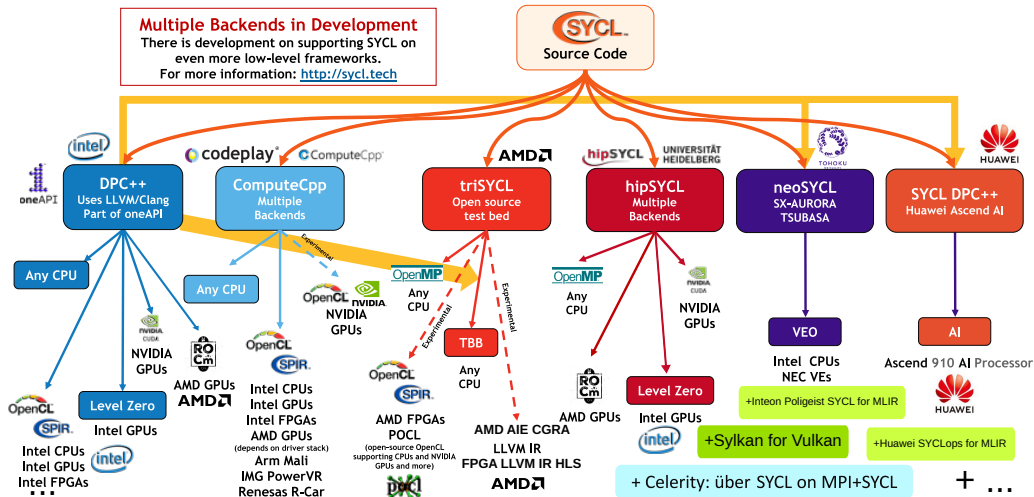 Multiple Backends in Development
There is development on supporting SYCL on
even more low-level frameworks.
For more information: http://sycl.tech
SYCL™
Source Code
intel
oneAPI
DPC++
Uses LLVM/Clang
Part of oneAPI
Any CPU
OpenCL
SPIR™
Intel CPUs
Intel GPUs
Intel FPGAs
...
Level Zero
Intel GPUs
intel
NVIDIA
CUDA
NVIDIA
GPUs
ROCm
AMD GPUs
AMD
codeplay®
ComputeCpp™
ComputeCpp
Multiple
Backends
Any CPU
Experimental
OpenCL
NVIDIA
NVIDIA
GPUs
OpenCL
SPIR™
Intel CPUs
Intel GPUs
Intel FPGAs
AMD GPUs
(depends on driver stack)
Arm Mali
IMG PowerVR
Renesas R-Car
AMD
triSYCL
Open source
test bed
OpenMP
Any
CPU
Experimental
Experimental
TBB
Any
CPU
OpenCL
SPIR™
AMD FPGAs
POCL
(open-source OpenCL
supporting CPUs and NVIDIA
GPUs and more)
pocl
AMD AIE CGRA
LLVM IR
FPGA LLVM IR HLS
AMD
hipSYCL
UNIVERSITÄT
HEIDELBERG
hipSYCL
Multiple
Backends
OpenMP
Any
CPU
NVIDIA
CUDA
NVIDIA
GPUs
ROCm
AMD GPUs
Level Zero
Intel GPUs
intel
TOHOKU
neoSYCL
SX-AURORA
TSUBASA
VEO
Intel CPUs
NEC VEs
HUAWEI
SYCL DPC++
Huawei Ascend AI
AI
Ascend 910 AI Processor
HUAWEI
+Inteon Poligeist SYCL for MLIR
+Sylkan for Vulkan
+Huawei SYCLops for MLIR
+ Celerity: über SYCL on MPI+SYCL
+ ...